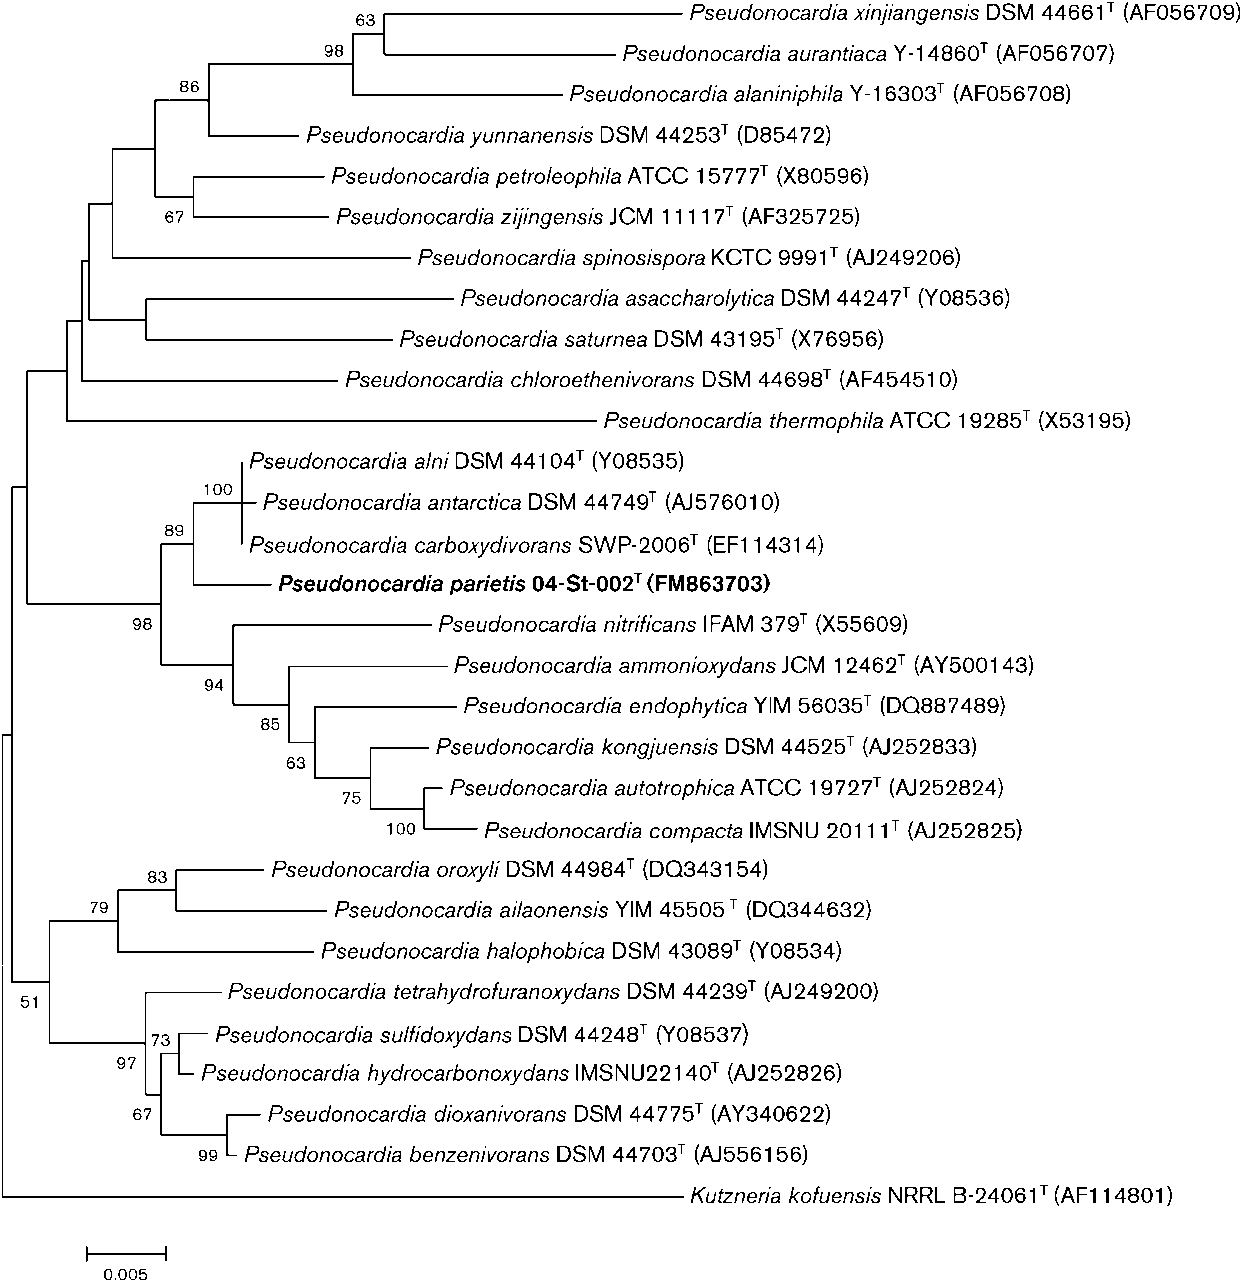 63
Pseudonocardia xinjiangensis DSM 44661T (AF056709)
98
Pseudonocardia aurantiaca Y-14860T (AF056707)
86
Pseudonocardia alaniniphila Y-16303T (AF056708)
Pseudonocardia yunnanensis DSM 44253T (D85472)
Pseudonocardia petroleophila ATCC 15777T (X80596)
67
Pseudonocardia zijingensis JCM 11117T (AF325725)
Pseudonocardia spinosispora KCTC 9991T (AJ249206)
Pseudonocardia asaccharolytica DSM 44247T (Y08536)
Pseudonocardia saturnea DSM 43195T (X76956)
Pseudonocardia chloroethenivorans DSM 44698T (AF454510)
Pseudonocardia thermophila ATCC 19285T (X53195)
Pseudonocardia alni DSM 44104T (Y08535)
100
Pseudonocardia antarctica DSM 44749T (AJ576010)
89
Pseudonocardia carboxydivorans SWP-2006T (EF114314)
Pseudonocardia parietis 04-St-002T (FM863703)
98
Pseudonocardia nitrificans IFAM 379T (X55609)
Pseudonocardia ammonioxydans JCM 12462T (AY500143)
94
Pseudonocardia endophytica YIM 56035T (DQ887489)
85
Pseudonocardia kongjuensis DSM 44525T (AJ252833)
63
Pseudonocardia autotrophica ATCC 19727T (AJ252824)
75
Pseudonocardia compacta IMSNU 20111T (AJ252825)
100
Pseudonocardia oroxyli DSM 44984T (DQ343154)
83
Pseudonocardia ailaonensis YIM 45505 T (DQ344632)
79
Pseudonocardia halophobica DSM 43089T (Y08534)
Pseudonocardia tetrahydrofuranoxydans DSM 44239T (AJ249200)
51
Pseudonocardia sulfidoxydans DSM 44248T (Y08537)
73
97
Pseudonocardia hydrocarbonoxydans IMSNU22140T (AJ252826)
67
Pseudonocardia dioxanivorans DSM 44775T (AY340622)
99
Pseudonocardia benzenivorans DSM 44703T (AJ556156)
Kutzneria kofuensis NRRL B-24061T (AF114801)
0.005